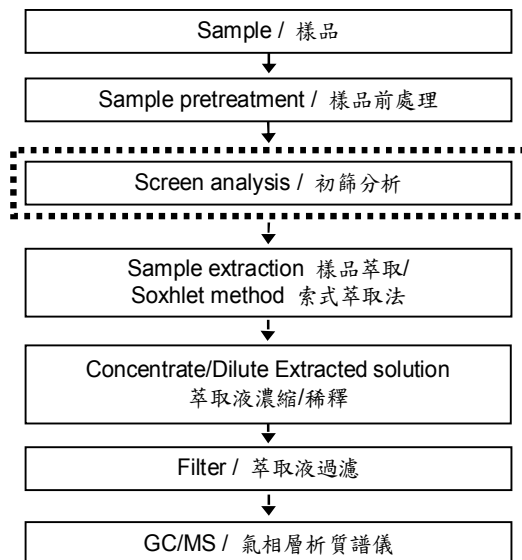 Sample / 樣品
Sample pretreatment / 樣品前處理
Screen analysis / 初篩分析
Sample extraction 樣品萃取/
Soxhlet method 索式萃取法
Concentrate/Dilute Extracted solution
萃取液濃縮/稀釋
Filter / 萃取液過濾
GC/MS / 氣相層析質譜儀